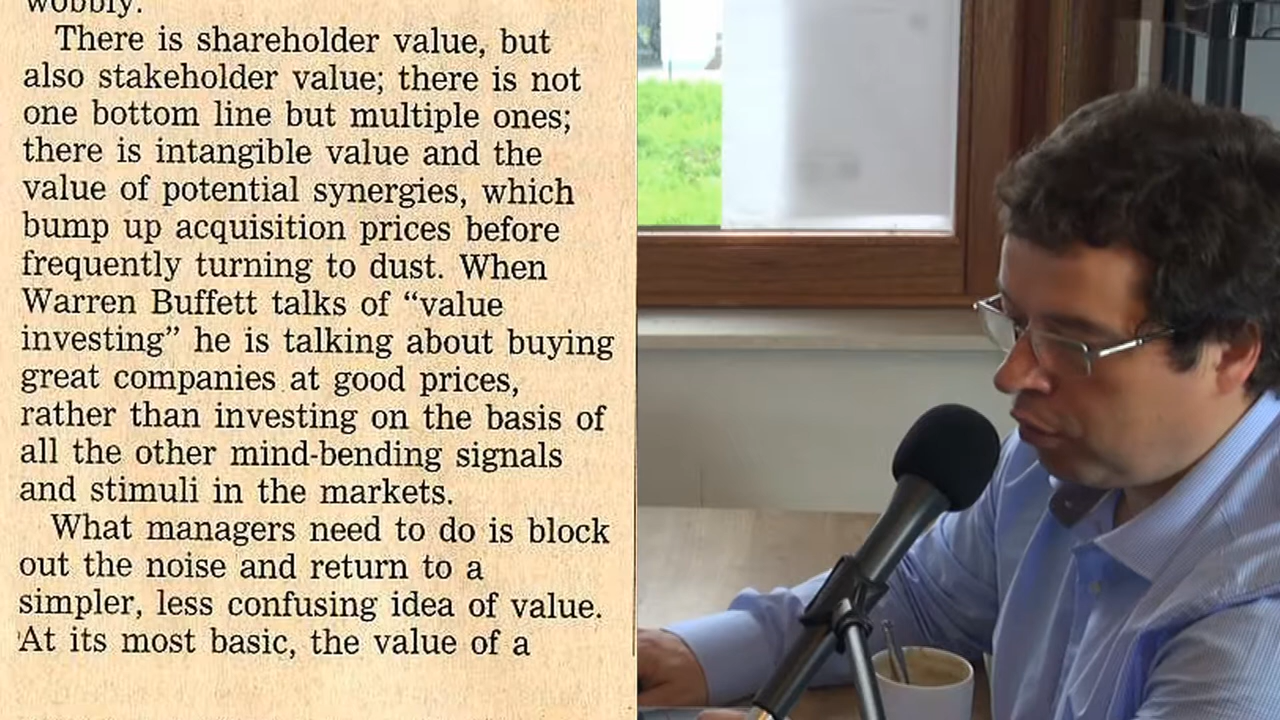 wobbly.
There is shareholder value, but
also stakeholder value; there is not
one bottom line but multiple ones;
there is intangible value and the
value of potential synergies, which
bump up acquisition prices before
frequently turning to dust. When
Warren Buffett talks of “value
investing” he is talking about buying
great companies at good prices,
rather than investing on the basis of
all the other mind-bending signals
and stimuli in the markets.
What managers need to do is block
out the noise and return to a
simpler, less confusing idea of value.
At its most basic, the value of a